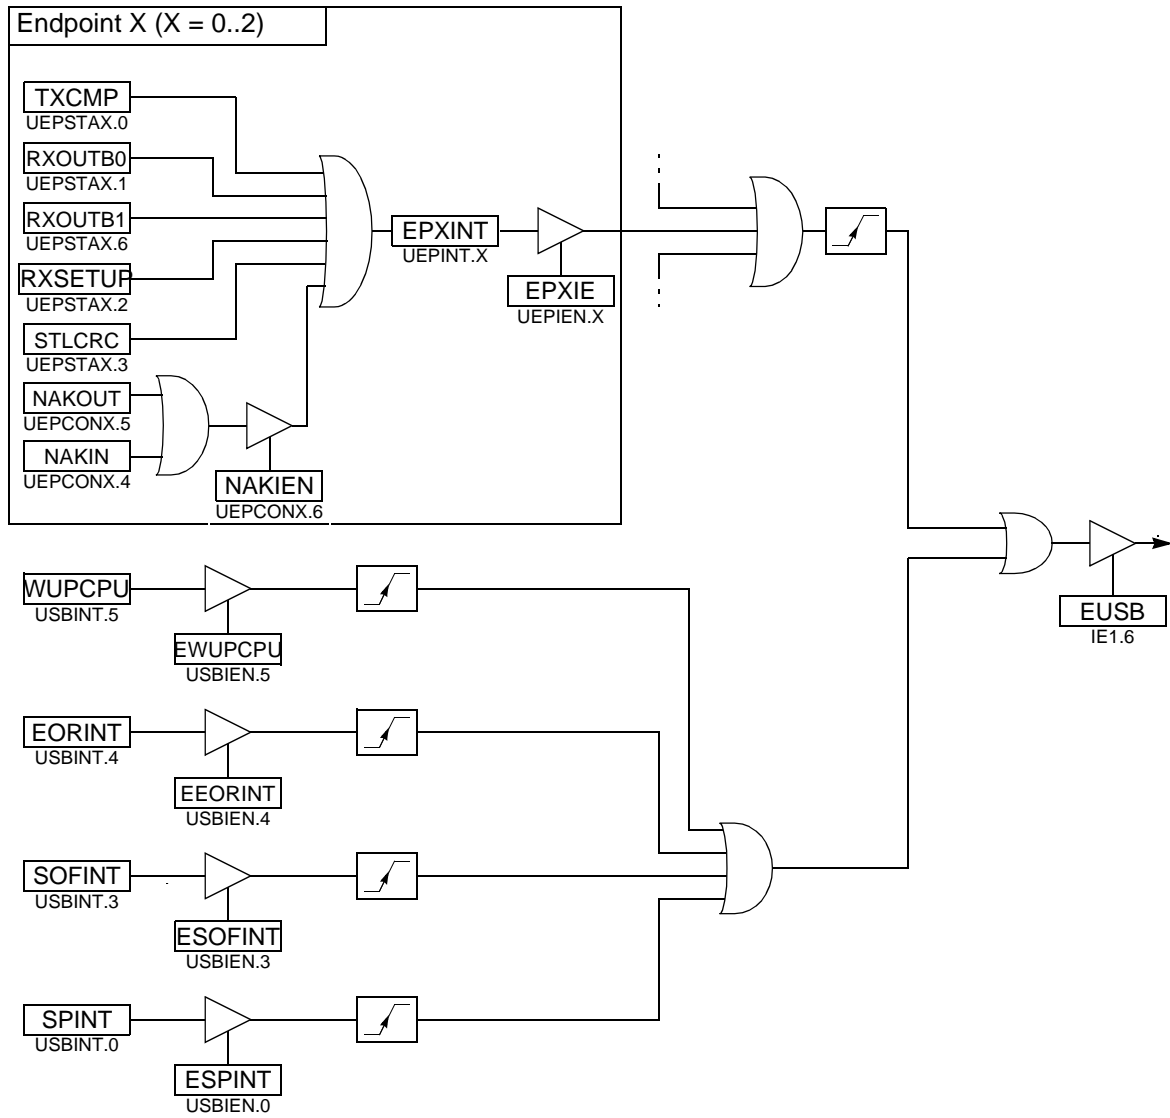 Endpoint X (X = 0..2)
TXCMP
UEPSTAX.0
RXOUTB0
UEPSTAX.1
RXOUTB1
UEPSTAX.6
RXSETUP
UEPSTAX.2
STLCRC
UEPSTAX.3
NAKOUT
UEPCONX.5
NAKIN
UEPCONX.4
NAKIEN
UEPCONX.6
EPXINT
UEPINT.X
EPXIE
UEPIEN.X
WUPCPU
USBINT.5
EWUPCPU
USBIEN.5
EUSB
IE1.6
EORINT
USBINT.4
EEORINT
USBIEN.4
SOFINT
USBINT.3
ESOFINT
USBIEN.3
SPINT
USBINT.0
ESPINT
USBIEN.0